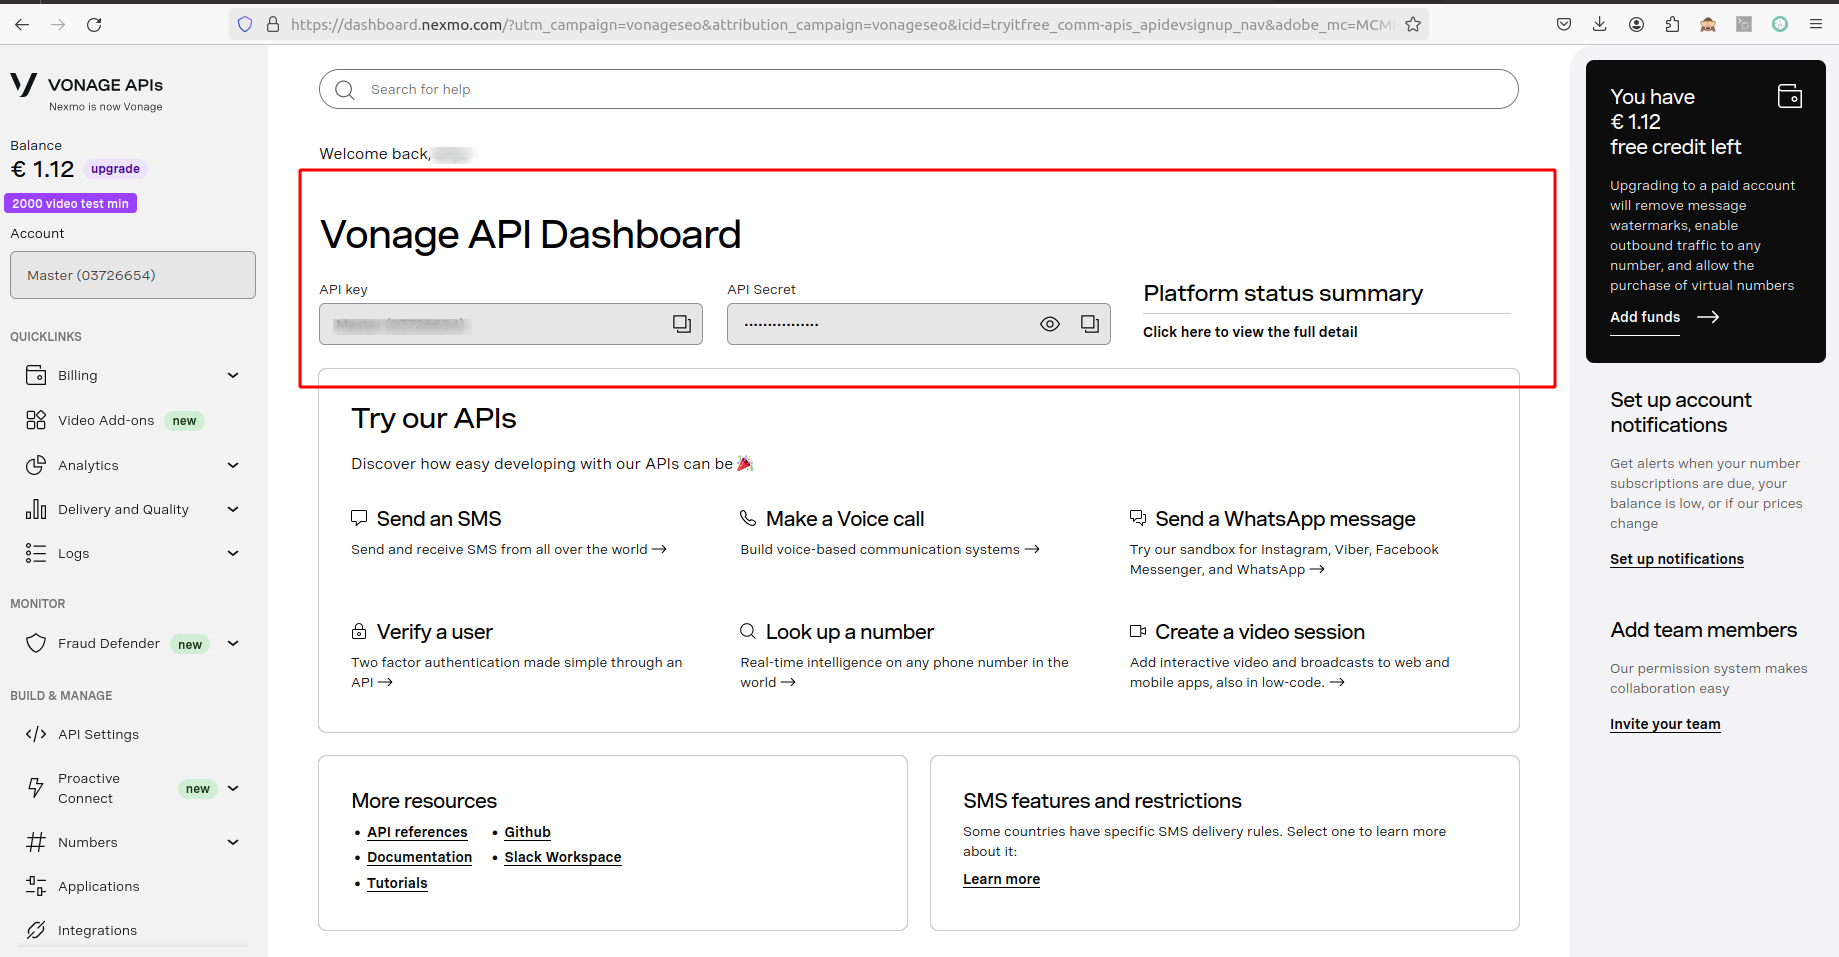 https://dashboard.nexmo.com/?utm_campaign=vonageseo&attribution_campaign=vonageseo&icid=tryitfree_comm-apis_apidevsignup_nav&adobe_mc=MCM
VONAGE APIs
Nexmo is now Vonage
Balance
€ 1.12 upgrade
2000 video test min
Account
Master (03726654)
QUICKLINKS
Billing
Video Add-ons new
Analytics
Delivery and Quality
Logs
MONITOR
Fraud Defender new
BUILD & MANAGE
API Settings
Proactive
Connect new
Numbers
Applications
Integrations
Search for help
Welcome back,
Vonage API Dashboard
API key
API Secret
••••••••••••••••
Platform status summary
Click here to view the full detail
Try our APIs
Discover how easy developing with our APIs can be 🎉
Send an SMS
Send and receive SMS from all over the world →
Make a Voice call
Build voice-based communication systems →
Send a WhatsApp message
Try our sandbox for Instagram, Viber, Facebook
Messenger, and WhatsApp →
Verify a user
Two factor authentication made simple through an
API →
Look up a number
Real-time intelligence on any phone number in the
world →
Create a video session
Add interactive video and broadcasts to web and
mobile apps, also in low-code. →
More resources
• API references
• Documentation
• Tutorials
• Github
• Slack Workspace
SMS features and restrictions
Some countries have specific SMS delivery rules. Select one to learn more
about it:
Learn more
You have
€ 1.12
free credit left
Upgrading to a paid account
will remove message
watermarks, enable
outbound traffic to any
number, and allow the
purchase of virtual numbers
Add funds →
Set up account
notifications
Get alerts when your number
subscriptions are due, your
balance is low, or if our prices
change
Set up notifications
Add team members
Our permission system makes
collaboration easy
Invite your team